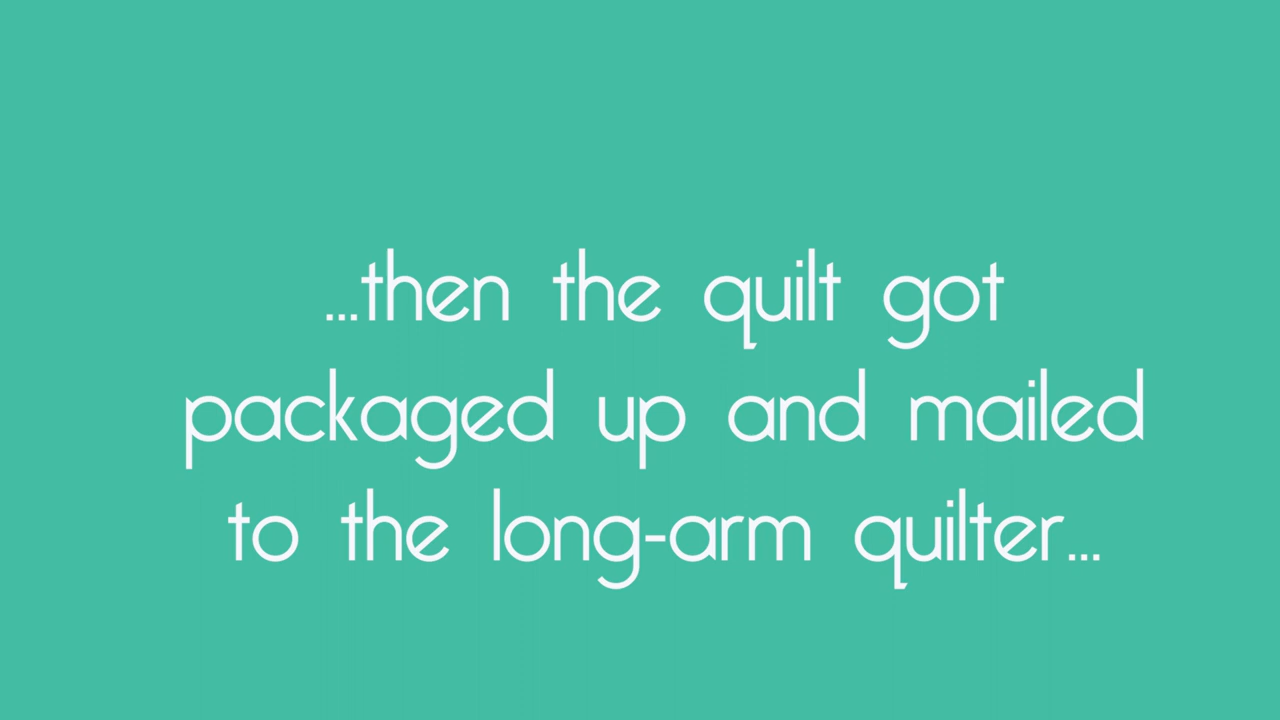 ...then the quilt got
packaged up and mailed
to the long-arm quilter...